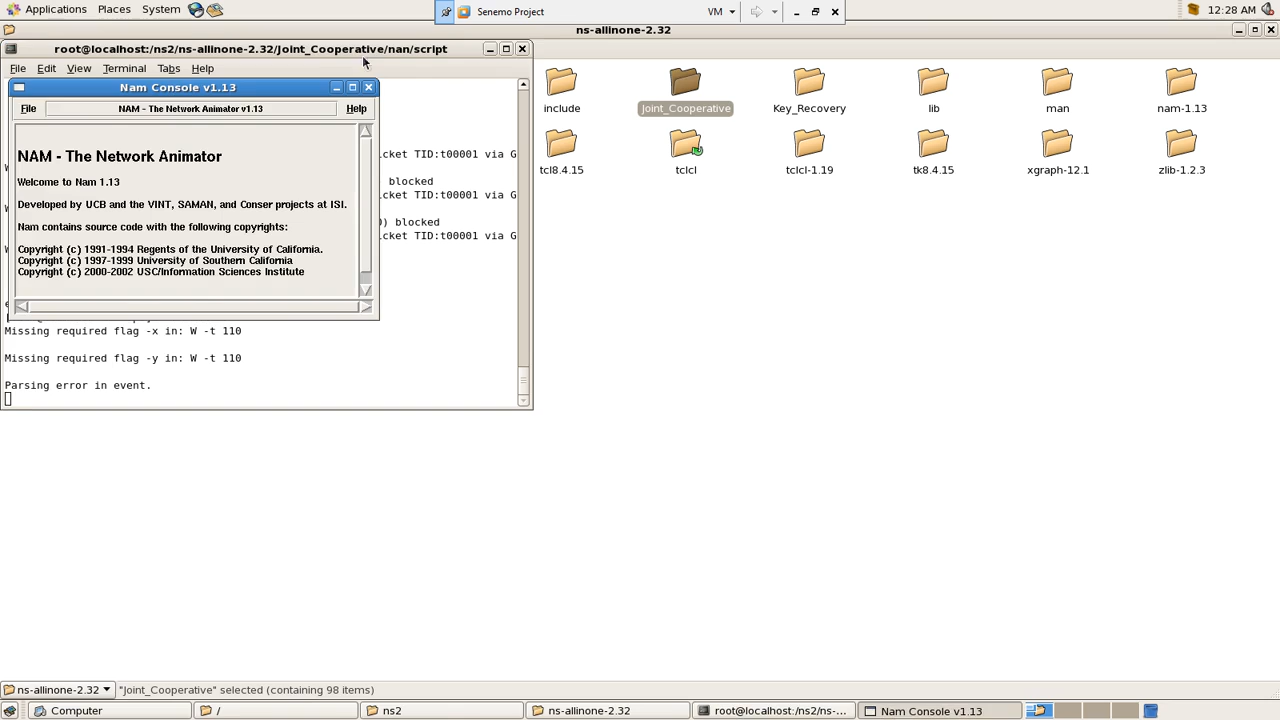 Applications Places System
Senemo Project
VM
12:28 AM
ns-allinone-2.32
root@localhost:/ns2/ns-allinone-2.32/Joint_Cooperative/nan/script
File Edit View Terminal Tabs Help
Nam Console v1.13
File
NAM - The Network Animator v1.13
Help
NAM - The Network Animator
Welcome to Nam 1.13
Developed by UCB and the VINT, SAMAN, and Conser projects at ISI.
Nam contains source code with the following copyrights:
Copyright (c) 1991-1994 Regents of the University of California.
Copyright (c) 1997-1999 University of Southern California
Copyright (c) 2000-2002 USC/Information Sciences Institute
cket TID:t00001 via G
blocked
cket TID:t00001 via G
) blocked
cket TID:t00001 via G
Missing required flag -x in: W -t 110
Missing required flag -y in: W -t 110
Parsing error in event.
include Joint_Cooperative Key_Recovery lib man nam-1.13
tcl8.4.15 tclcl tclcl-1.19 tk8.4.15 xgraph-12.1 zlib-1.2.3
ns-allinone-2.32
"Joint_Cooperative" selected (containing 98 items)
Computer / ns2 ns-allinone-2.32 root@localhost:/ns2/ns-... Nam Console v1.13